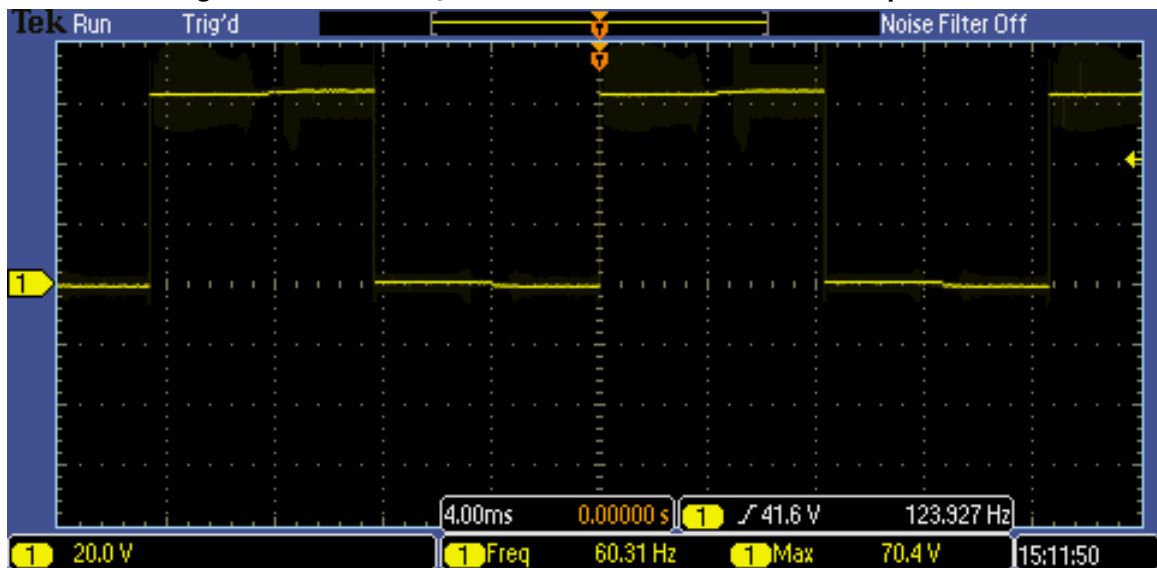 Tek Run Trig'd Noise Filter Off
T
T
1
4.00ms 0.00000 s 1 41.6 V 123.927 Hz
1 20.0 V 1 Freq 60.31 Hz 1 Max 70.4 V 15:11:50